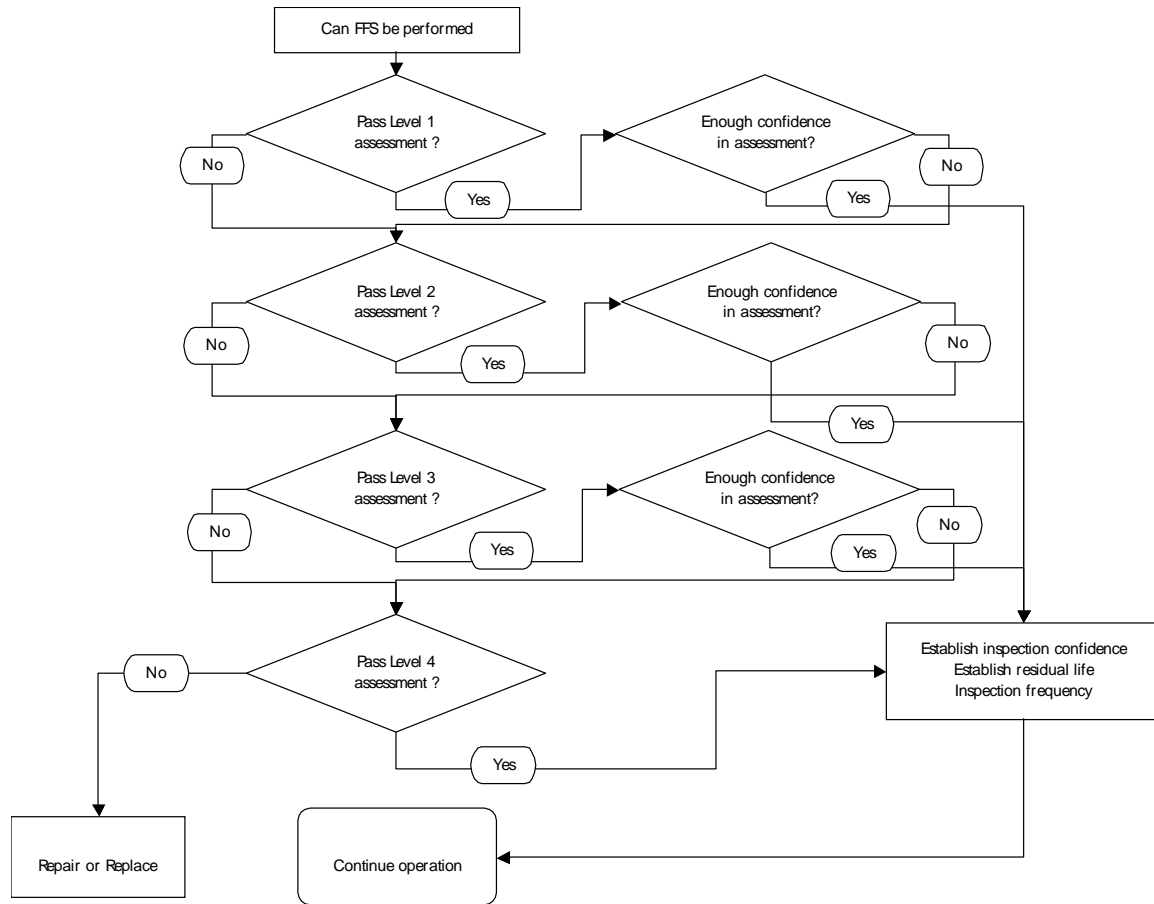 Can FFS be performed
Pass Level 1
assessment ?
Enough confidence
in assessment?
No
No
Yes
Yes
Pass Level 2
assessment ?
Enough confidence
in assessment?
No
No
Yes
Yes
Pass Level 3
assessment ?
Enough confidence
in assessment?
No
No
Yes
Yes
Pass Level 4
assessment ?
No
Establish inspection confidence
Establish residual life
Inspection frequency
Yes
Repair or Replace
Continue operation